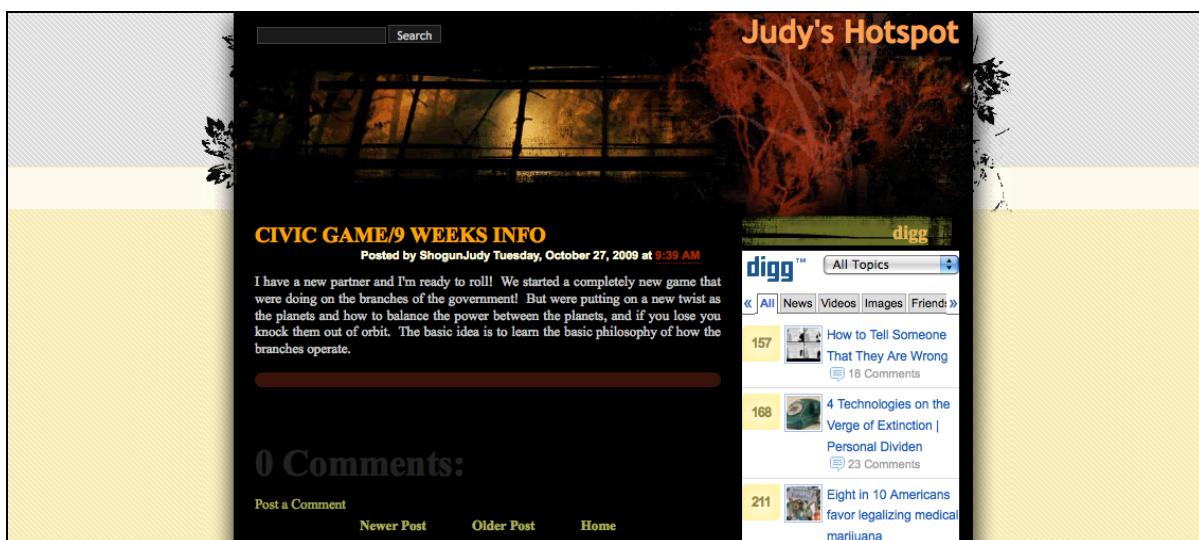 Search
Judy's Hotspot
CIVIC GAME/9 WEEKS INFO
Posted by ShogunJudy Tuesday, October 27, 2009 at 9:39 AM
I have a new partner and I'm ready to roll! We started a completely new game that
were doing on the branches of the government! But were putting on a new twist as
the planets and how to balance the power between the planets, and if you lose you
knock them out of orbit. The basic idea is to learn the basic philosophy of how the
branches operate.
0 Comments:
Post a Comment
Newer Post Older Post Home
digg
digg™ All Topics
« All News Videos Images Friends »
157
How to Tell Someone
That They Are Wrong
18 Comments
168
4 Technologies on the
Verge of Extinction |
Personal Dividen
23 Comments
211
Eight in 10 Americans
favor legalizing medical
marijuana